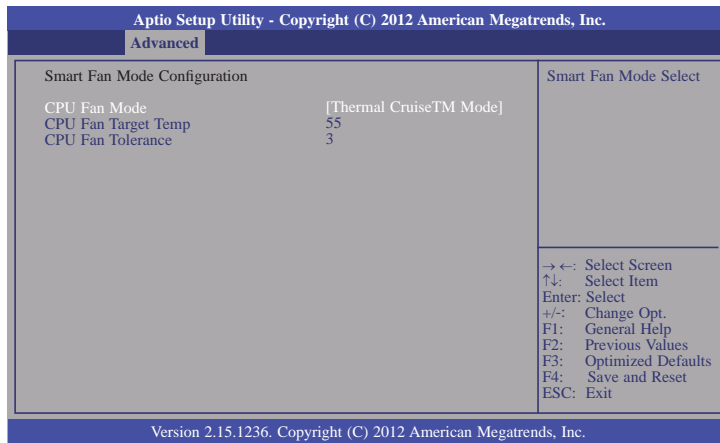 Aptio Setup Utility - Copyright (C) 2012 American Megatrends, Inc.
Advanced
Smart Fan Mode Configuration
CPU Fan Mode [Thermal CruiseTM Mode]
CPU Fan Target Temp 55
CPU Fan Tolerance 3
Smart Fan Mode Select
→ ←: Select Screen
↑↓: Select Item
Enter: Select
+/-: Change Opt.
F1: General Help
F2: Previous Values
F3: Optimized Defaults
F4: Save and Reset
ESC: Exit
Version 2.15.1236. Copyright (C) 2012 American Megatrends, Inc.